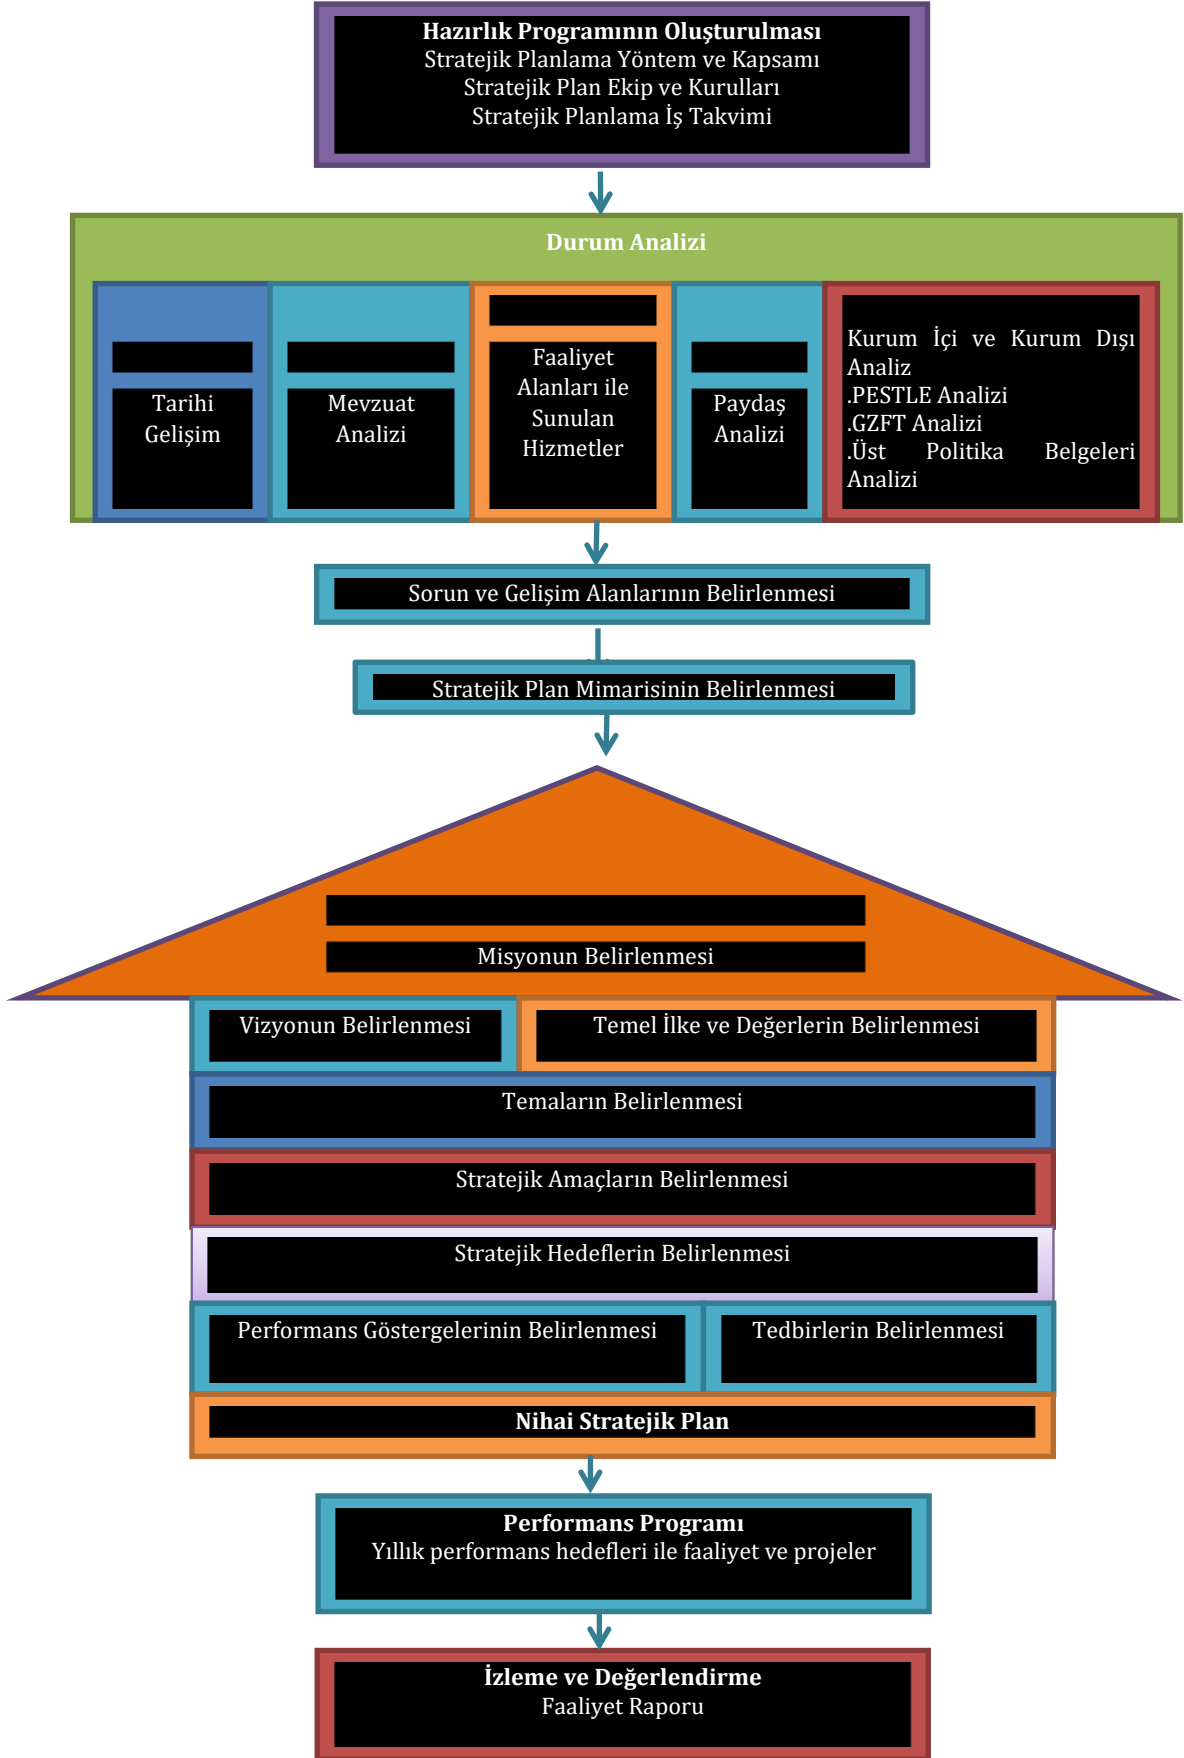 Hazırlık Programının Oluşturulması
Stratejik Planlama Yöntem ve Kapsamı
Stratejik Plan Ekip ve Kurulları
Stratejik Planlama İş Takvimi
Durum Analizi
Tarihi
Gelişim
Mevzuat
Analizi
Faaliyet
Alanları ile
Sunulan
Hizmetler
Paydaş
Analizi
Kurum İçi ve Kurum Dışı
Analiz
.PESTLE Analizi
.GZFT Analizi
.Üst Politika Belgeleri
Analizi
Sorun ve Gelişim Alanlarının Belirlenmesi
Stratejik Plan Mimarisinin Belirlenmesi
Misyonun Belirlenmesi
Vizyonun Belirlenmesi
Temel İlke ve Değerlerin Belirlenmesi
Temaların Belirlenmesi
Stratejik Amaçların Belirlenmesi
Stratejik Hedeflerin Belirlenmesi
Performans Göstergelerinin Belirlenmesi
Tedbirlerin Belirlenmesi
Nihai Stratejik Plan
Performans Programı
Yıllık performans hedefleri ile faaliyet ve projeler
İzleme ve Değerlendirme
Faaliyet Raporu